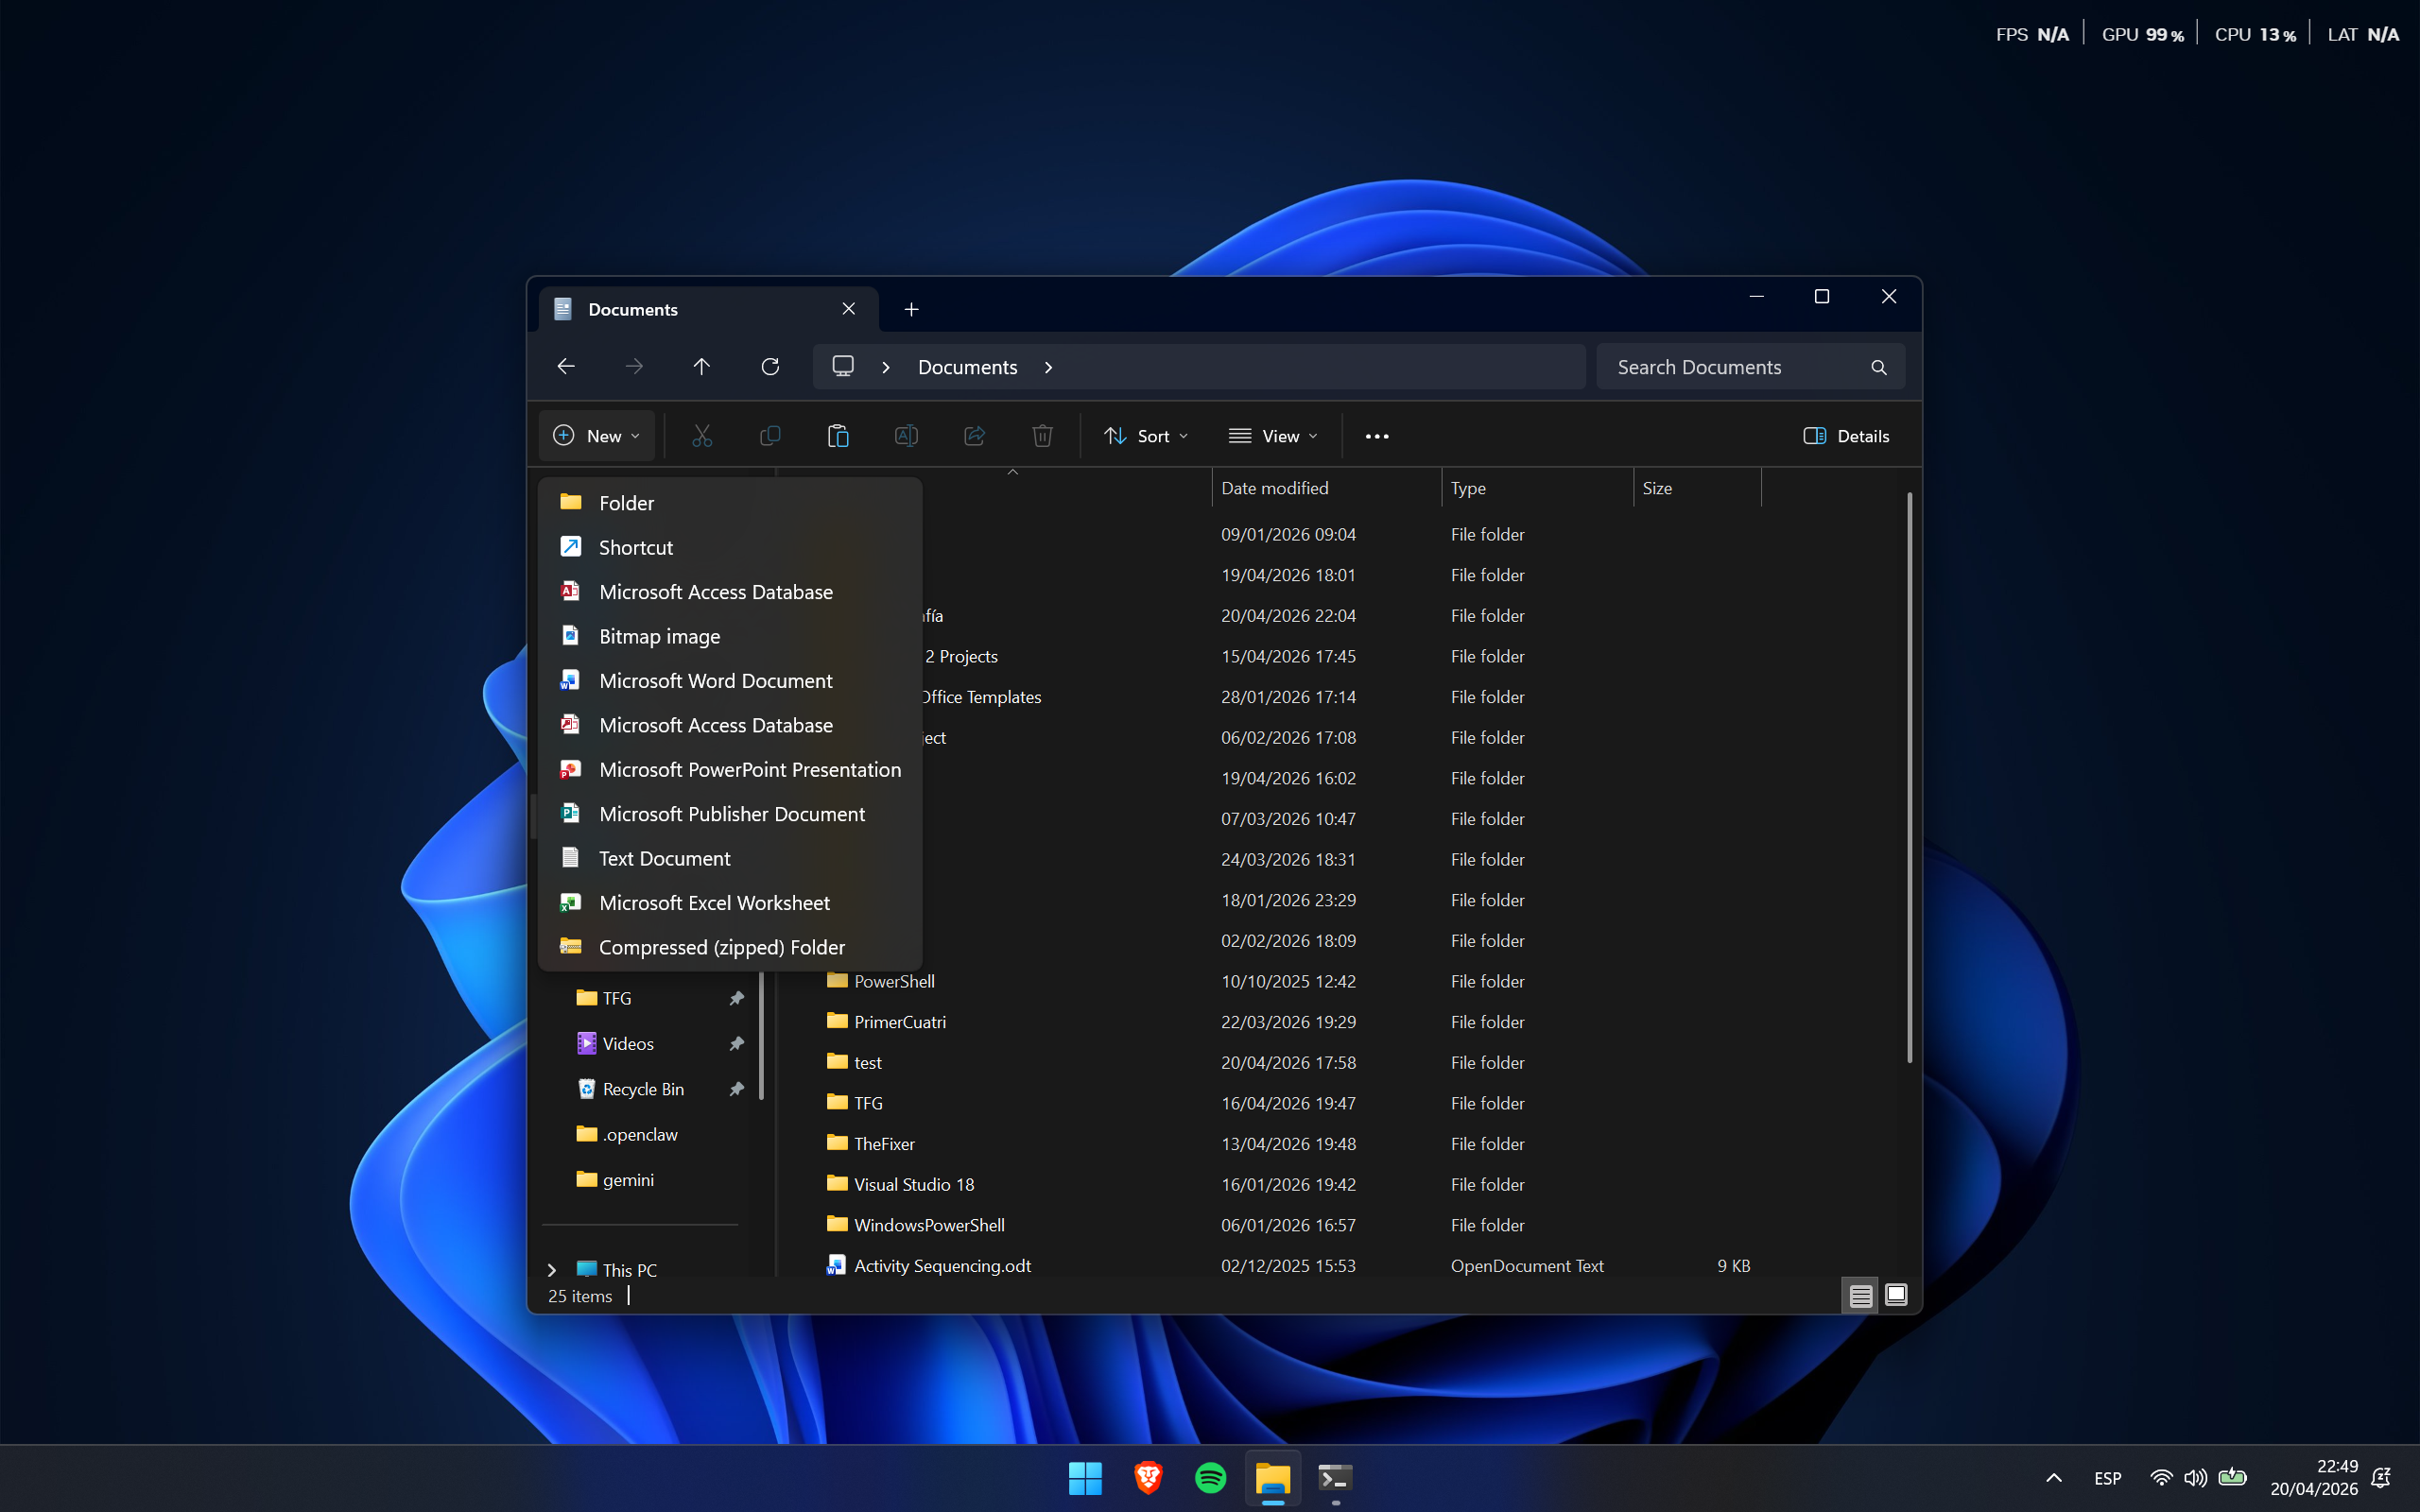 FPS N/A GPU 99 % CPU 13 % LAT N/A
Documents
Documents
Search Documents
New
Sort
View
Details
Folder
Shortcut
Microsoft Access Database
Bitmap image
Microsoft Word Document
Microsoft Access Database
Microsoft PowerPoint Presentation
Microsoft Publisher Document
Text Document
Microsoft Excel Worksheet
Compressed (zipped) Folder
TFG
Videos
Recycle Bin
.openclaw
gemini
This PC
Date modified Type Size
09/01/2026 09:04 File folder
19/04/2026 18:01 File folder
fía 20/04/2026 22:04 File folder
2 Projects 15/04/2026 17:45 File folder
Office Templates 28/01/2026 17:14 File folder
ject 06/02/2026 17:08 File folder
19/04/2026 16:02 File folder
07/03/2026 10:47 File folder
24/03/2026 18:31 File folder
18/01/2026 23:29 File folder
02/02/2026 18:09 File folder
PowerShell 10/10/2025 12:42 File folder
PrimerCuatri 22/03/2026 19:29 File folder
test 20/04/2026 17:58 File folder
TFG 16/04/2026 19:47 File folder
TheFixer 13/04/2026 19:48 File folder
Visual Studio 18 16/01/2026 19:42 File folder
WindowsPowerShell 06/01/2026 16:57 File folder
Activity Sequencing.odt 02/12/2025 15:53 OpenDocument Text 9 KB
25 items
ESP
22:49
20/04/2026